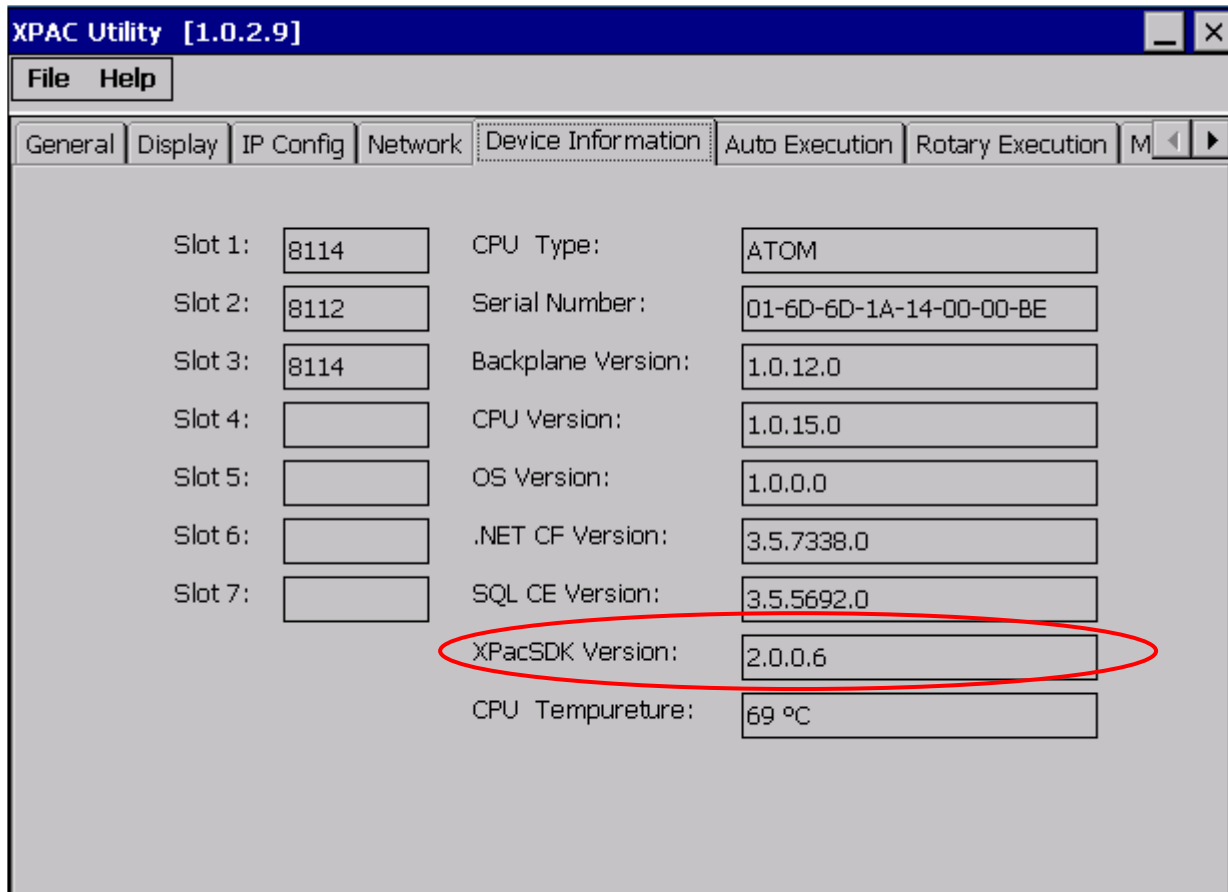 XPAC Utility [1.0.2.9]
File Help
General Display IP Config Network Device Information Auto Execution Rotary Execution M
Slot 1: 8114 CPU Type: ATOM
Slot 2: 8112 Serial Number: 01-6D-6D-1A-14-00-00-BE
Slot 3: 8114 Backplane Version: 1.0.12.0
Slot 4: CPU Version: 1.0.15.0
Slot 5: OS Version: 1.0.0.0
Slot 6: .NET CF Version: 3.5.7338.0
Slot 7: SQL CE Version: 3.5.5692.0
XPacSDK Version: 2.0.0.6
CPU Tempureture: 69 ºC